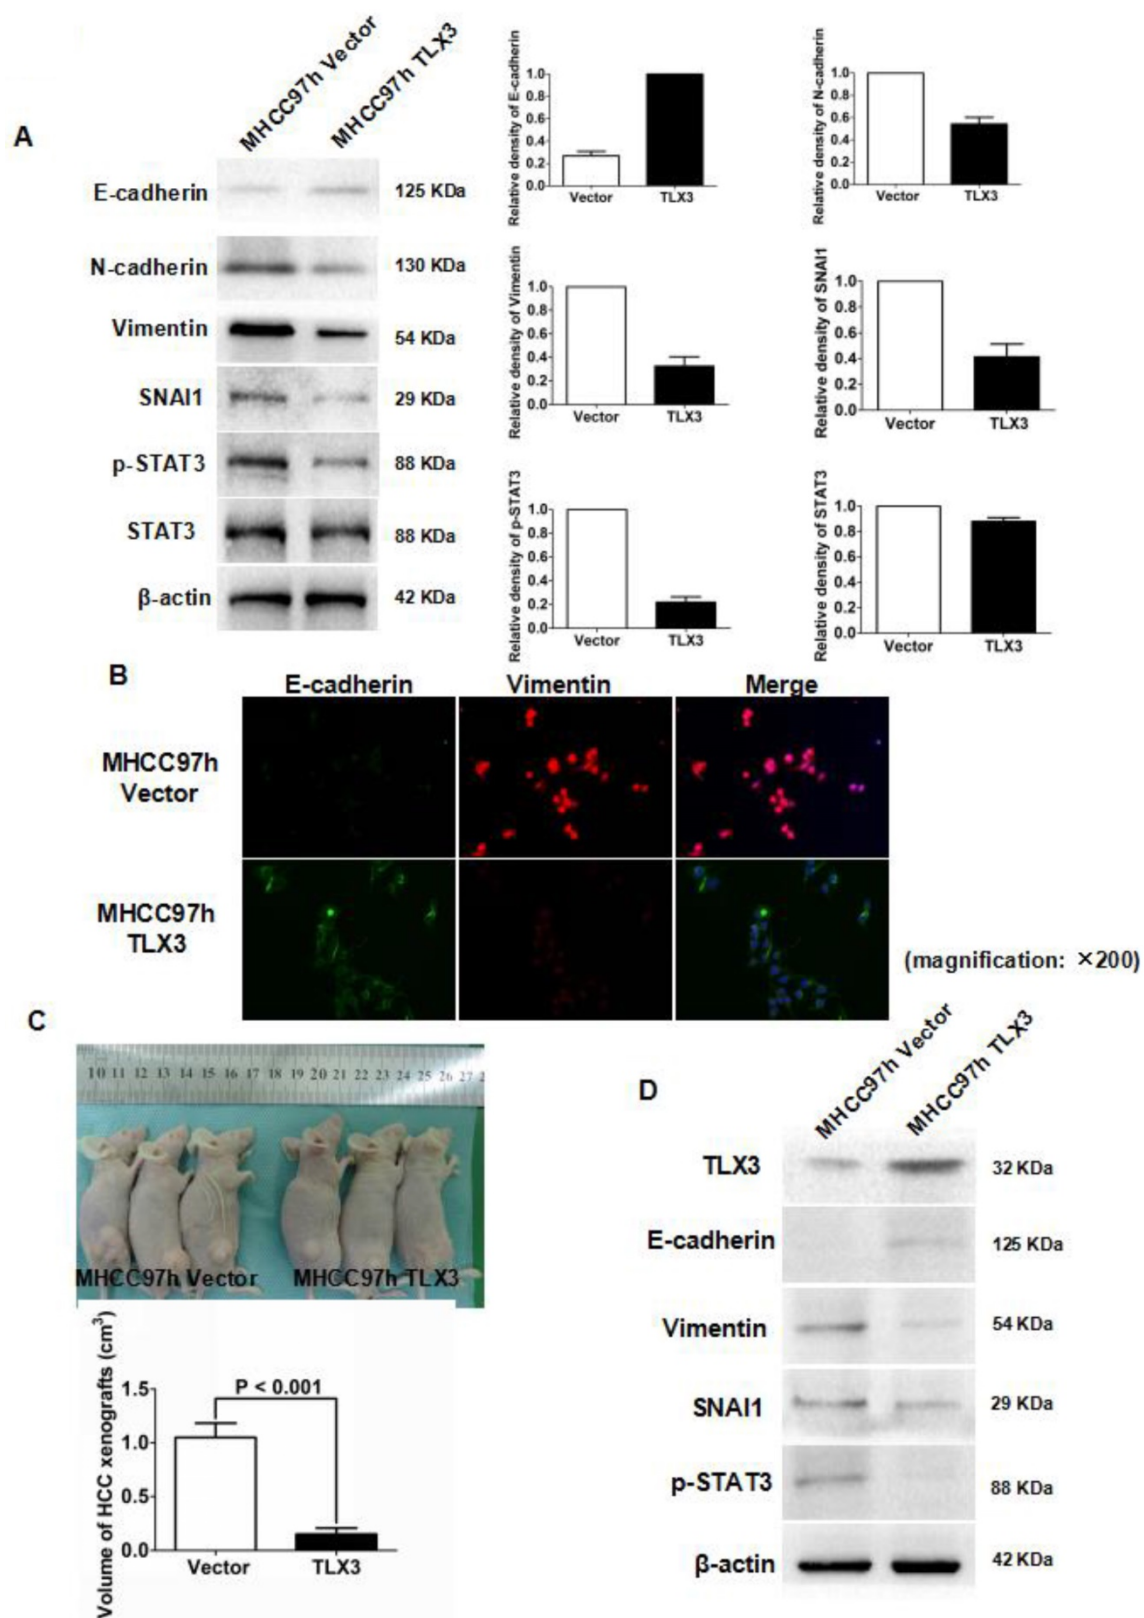 A
MHCC97h Vector
MHCC97h TLX3
E-cadherin
125 KDa
N-cadherin
130 KDa
Vimentin
54 KDa
SNAI1
29 KDa
p-STAT3
88 KDa
STAT3
88 KDa
β-actin
42 KDa
Relative density of E-cadherin
1.0
0.8
0.6
0.4
0.2
0.0
Vector
TLX3
Relative density of N-cadherin
1.0
0.8
0.6
0.4
0.2
0.0
Vector
TLX3
Relative density of Vimentin
1.0
0.8
0.6
0.4
0.2
0.0
Vector
TLX3
Relative density of SNAI1
1.0
0.8
0.6
0.4
0.2
0.0
Vector
TLX3
Relative density of p-STAT3
1.0
0.8
0.6
0.4
0.2
0.0
Vector
TLX3
Relative density of STAT3
1.0
0.8
0.6
0.4
0.2
0.0
Vector
TLX3
B
E-cadherin
Vimentin
Merge
MHCC97h
Vector
MHCC97h
TLX3
(magnification: ×200)
C
10 11 12 13 14 15 16 17 18 19 20 21 22 23 24 25 26 27
MHCC97h Vector
MHCC97h TLX3
Volume of HCC xenografts (cm³)
1.5
1.0
0.5
0.0
P < 0.001
Vector
TLX3
D
MHCC97h Vector
MHCC97h TLX3
TLX3
32 KDa
E-cadherin
125 KDa
Vimentin
54 KDa
SNAI1
29 KDa
p-STAT3
88 KDa
β-actin
42 KDa